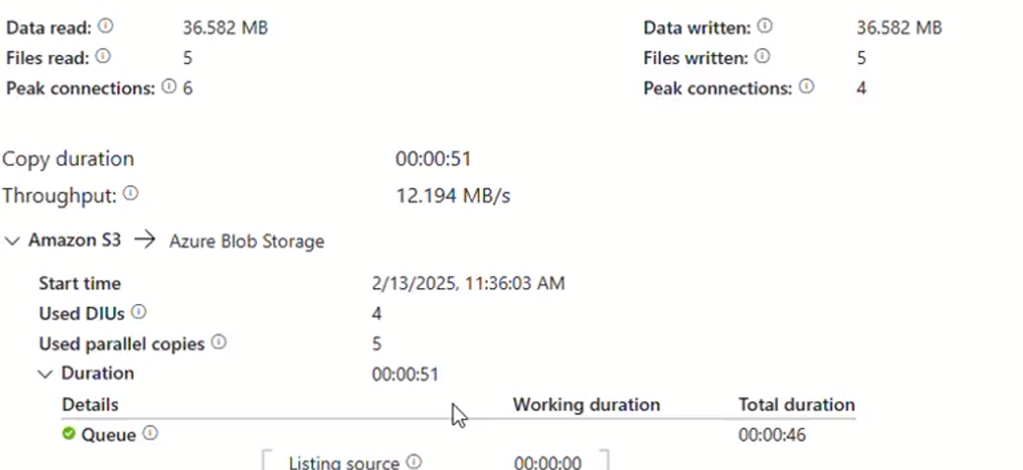 Data read: 36.582 MB Data written: 36.582 MB
Files read: 5 Files written: 5
Peak connections: 6 Peak connections: 4
Copy duration 00:00:51
Throughput: 12.194 MB/s
Amazon S3 → Azure Blob Storage
Start time 2/13/2025, 11:36:03 AM
Used DIUs 4
Used parallel copies 5
Duration 00:00:51
Details Working duration Total duration
Queue 00:00:46
Listing source 00:00:00